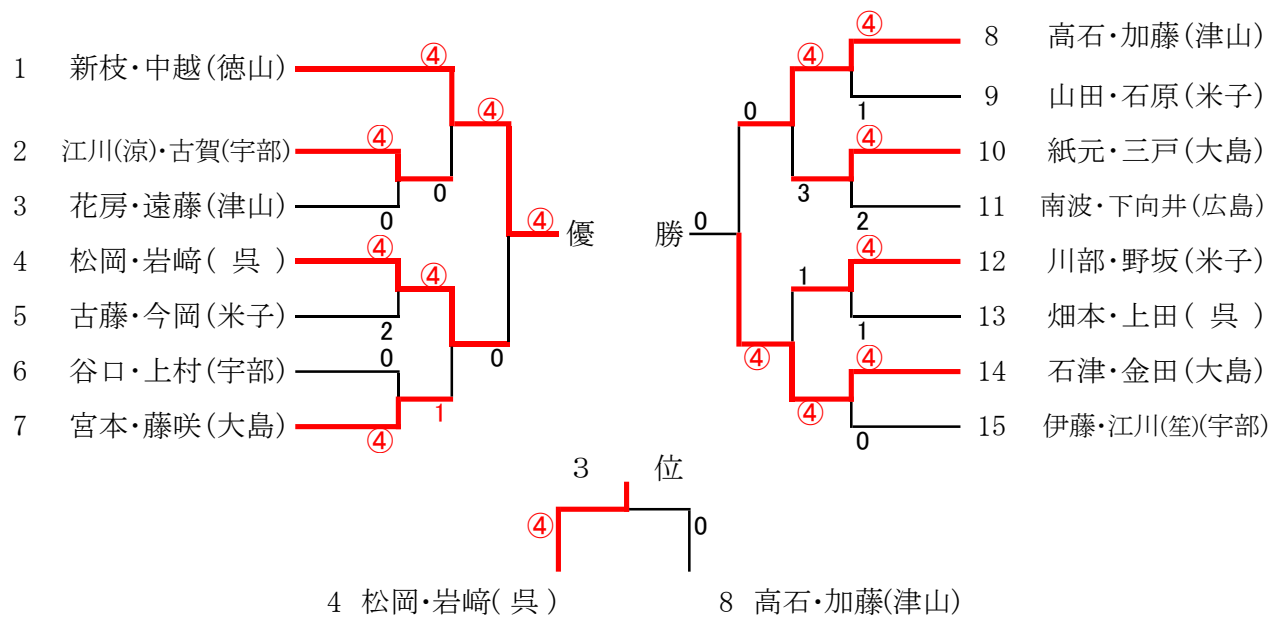 1 新枝・中越(徳山) ④
④
2 江川(涼)・古賀(宇部) ④
0
3 花房・遠藤(津山) 0
④ 優
4 松岡・岩﨑( 呉 ) ④
④
5 古藤・今岡(米子) 2
0
6 谷口・上村(宇部) 0
1
7 宮本・藤咲(大島) ④
④ 8 高石・加藤(津山)
④
1 9 山田・石原(米子)
0
④ 10 紙元・三戸(大島)
3
2 11 南波・下向井(広島)
勝 0
④ 12 川部・野坂(米子)
1
1 13 畑本・上田( 呉 )
④
④ 14 石津・金田(大島)
④
0 15 伊藤・江川(笙)(宇部)
3 位
④ 0
4 松岡・岩﨑( 呉 ) 8 高石・加藤(津山)